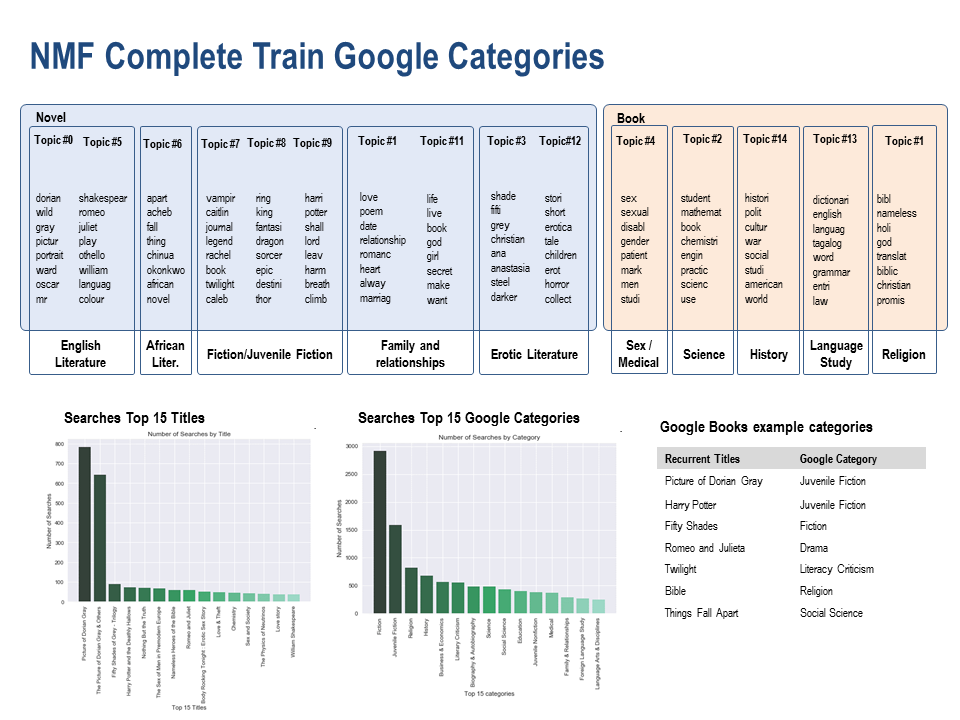 NMF Complete Train Google Categories
Novel
Topic #0 Topic #5 Topic #6 Topic #7 Topic #8 Topic #9 Topic #1 Topic #11 Topic #3 Topic#12
dorian
wild
gray
pictur
portrait
ward
oscar
mr
shakespear
romeo
juliet
play
othello
william
languag
colour
apart
acheb
fall
thing
chinua
okonkwo
african
novel
vampir
caitlin
journal
legend
rachel
book
twilight
caleb
ring
king
fantasi
dragon
sorcer
epic
destini
thor
harri
potter
shall
lord
leav
harm
breath
climb
love
poem
date
relationship
romanc
heart
alway
marriag
life
live
book
god
girl
secret
make
want
shade
fifti
grey
christian
ana
anastasia
steel
darker
stori
short
erotica
tale
children
erot
horror
collect
English
Literature
African
Liter.
Fiction/Juvenile Fiction
Family and
relationships
Erotic Literature
Book
Topic #4 Topic #2 Topic #14 Topic #13 Topic #1
sex
sexual
disabl
gender
patient
mark
men
studi
student
mathemat
book
chemistri
engin
practic
scienc
use
histori
polit
cultur
war
social
studi
american
world
dictionari
english
languag
tagalog
word
grammar
entri
law
bibl
nameless
holi
god
translat
biblic
christian
promis
Sex /
Medical
Science
History
Language
Study
Religion
Searches Top 15 Titles
Number of Searches by Title
Number of Searches
800
700
600
500
400
300
200
100
0
Picture of Dorian Gray
The Picture of Dorian Gray & Others
Fifty Shades of Grey - Trilogy
Harry Potter and the Deathly Hallows
Nothing But the Truth
The Sex of Men in Premodern Europe
Nameless Heroes of the Bible
Romeo and Juliet
Body Rocking Tonight : Erotic Sex Story
Love & Theft
Chemistry
Sex and Society
The Physics of Neutrinos
Love story
William Shakespeare
Top 15 Titles
Searches Top 15 Google Categories
Number of Searches by Category
Number of Searches
3000
2500
2000
1500
1000
500
0
Fiction
Juvenile Fiction
Religion
History
Business & Economics
Literary Criticism
Biography & Autobiography
Science
Social Science
Education
Juvenile Nonfiction
Medical
Family & Relationships
Foreign Language Study
Language Arts & Disciplines
Top 15 categories
Google Books example categories
Recurrent Titles Google Category
Picture of Dorian Gray Juvenile Fiction
Harry Potter Juvenile Fiction
Fifty Shades Fiction
Romeo and Julieta Drama
Twilight Literacy Criticism
Bible Religion
Things Fall Apart Social Science